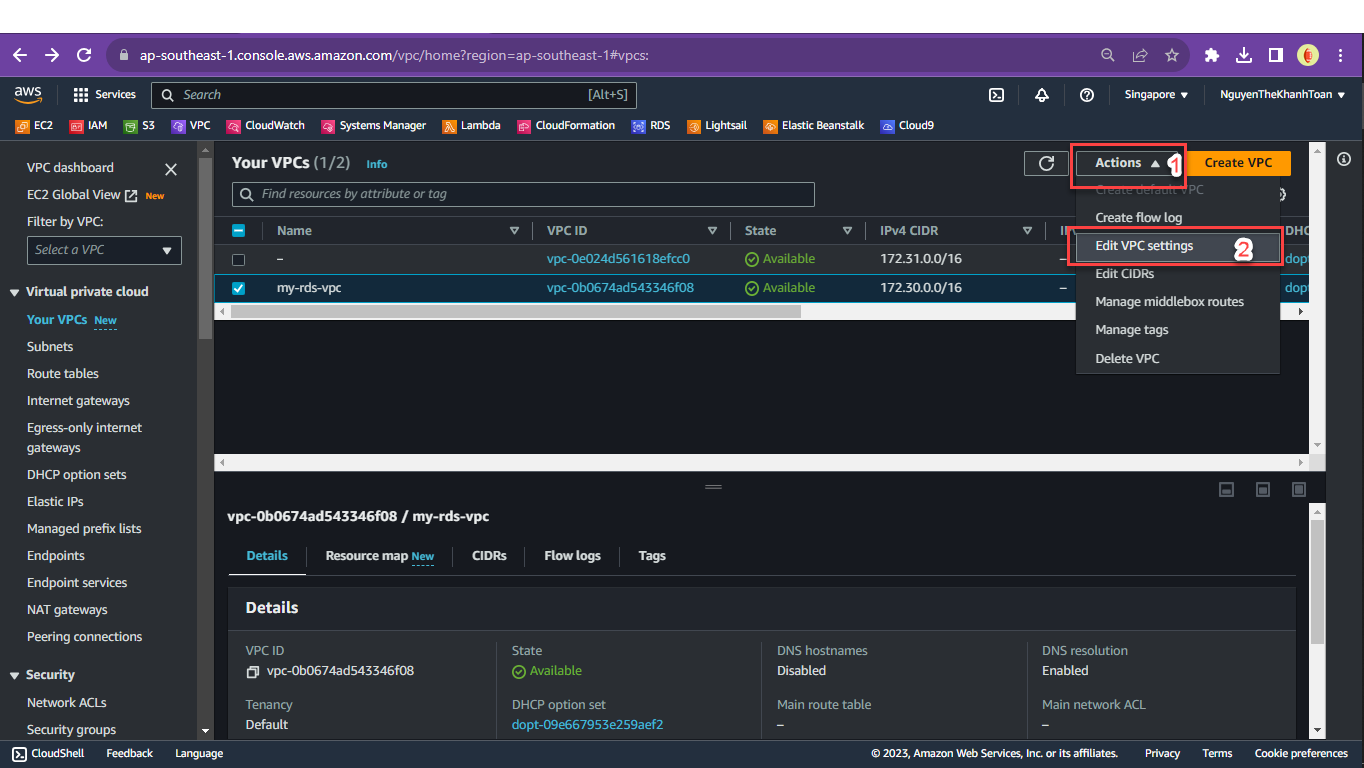 ap-southeast-1.console.aws.amazon.com/vpc/home?region=ap-southeast-1#vpcs:
aws
Services
Search
[Alt+S]
Singapore
NguyenTheKhanhToan
EC2
IAM
S3
VPC
CloudWatch
Systems Manager
Lambda
CloudFormation
RDS
Lightsail
Elastic Beanstalk
Cloud9
VPC dashboard
EC2 Global View New
Filter by VPC:
Select a VPC
Virtual private cloud
Your VPCs New
Subnets
Route tables
Internet gateways
Egress-only internet
gateways
DHCP option sets
Elastic IPs
Managed prefix lists
Endpoints
Endpoint services
NAT gateways
Peering connections
Security
Network ACLs
Security groups
Your VPCs (1/2) Info
Actions
1
Create VPC
Find resources by attribute or tag
Create default VPC
Create flow log
Edit VPC settings
2
Edit CIDRs
Manage middlebox routes
Manage tags
Delete VPC
Name VPC ID State IPv4 CIDR DHC
– vpc-0e024d561618efcc0 Available 172.31.0.0/16 dopt
my-rds-vpc vpc-0b0674ad543346f08 Available 172.30.0.0/16 – dopt
vpc-0b0674ad543346f08 / my-rds-vpc
Details Resource map New CIDRs Flow logs Tags
Details
VPC ID
vpc-0b0674ad543346f08
State
Available
DNS hostnames
Disabled
DNS resolution
Enabled
Tenancy
Default
DHCP option set
dopt-09e667953e259aef2
Main route table
–
Main network ACL
–
CloudShell Feedback Language
© 2023, Amazon Web Services, Inc. or its affiliates. Privacy Terms Cookie preferences